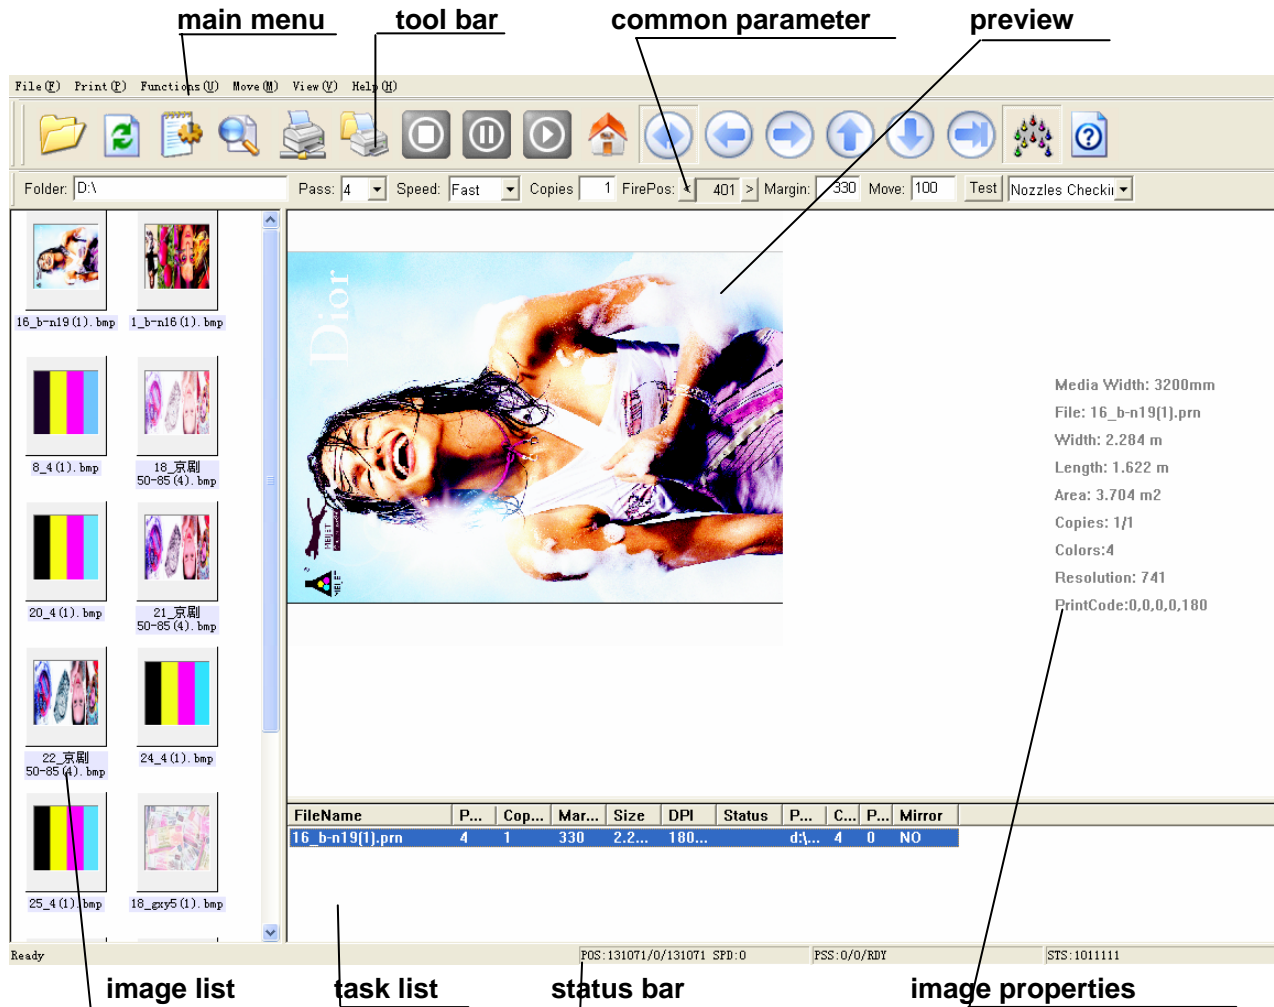 main menu tool bar common parameter preview
File(F) Print(P) Functions(U) Move(M) View(V) Help(H)
Folder: D:\ Pass: 4 Speed: Fast Copies 1 FirePos: < 401 > Margin: 330 Move: 100 Test Nozzles Checkin
16_b-n19(1).bmp 1_b-n16(1).bmp
8_4(1).bmp 18_京剧
50-85(4).bmp
20_4(1).bmp 21_京剧
50-85(4).bmp
22_京剧 24_4(1).bmp
50-85(4).bmp
25_4(1).bmp 18_gxy5(1).bmp
Dior
MEIJET
MEIJET
Media Width: 3200mm
File: 16_b-n19(1).prn
Width: 2.284 m
Length: 1.622 m
Area: 3.704 m2
Copies: 1/1
Colors:4
Resolution: 741
PrintCode:0,0,0,0,180
FileName P... Cop... Mar... Size DPI Status P... C... P... Mirror
16_b-n19(1).prn 4 1 330 2.2... 180... d:\... 4 0 NO
Ready POS:131071/0/131071 SPD:0 PSS:0/0/RDY STS:1011111
image list task list status bar image properties